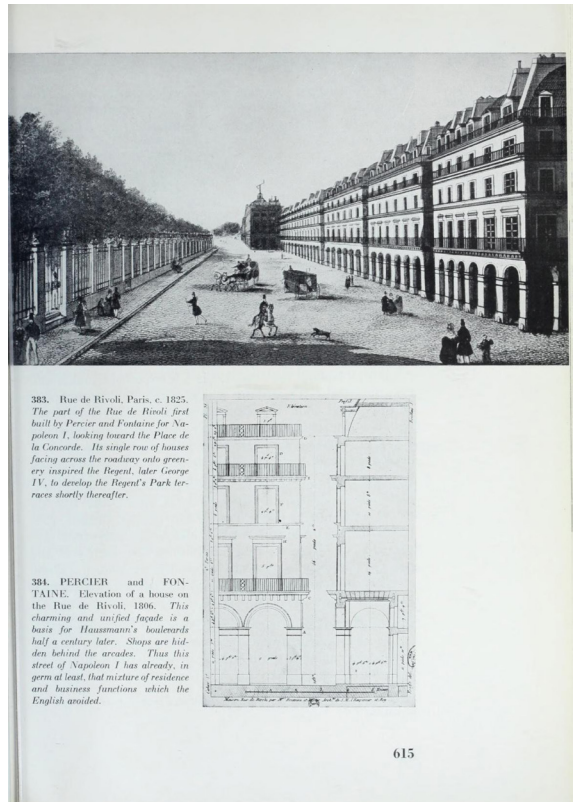 383. Rue de Rivoli, Paris, c. 1825.
The part of the Rue de Rivoli first
built by Percier and Fontaine for Na-
poleon I, looking toward the Place de
la Concorde. Its single row of houses
facing across the roadway onto green-
ery inspired the Regent, later George
IV, to develop the Regent's Park ter-
races shortly thereafter.
384. PERCIER and FON-
TAINE. Elevation of a house on
the Rue de Rivoli, 1806. This
charming and unified façade is a
basis for Haussmann's boulevards
half a century later. Shops are hid-
den behind the arcades. Thus this
street of Napoleon I has already, in
germ at least, that mixture of residence
and business functions which the
English avoided.
615